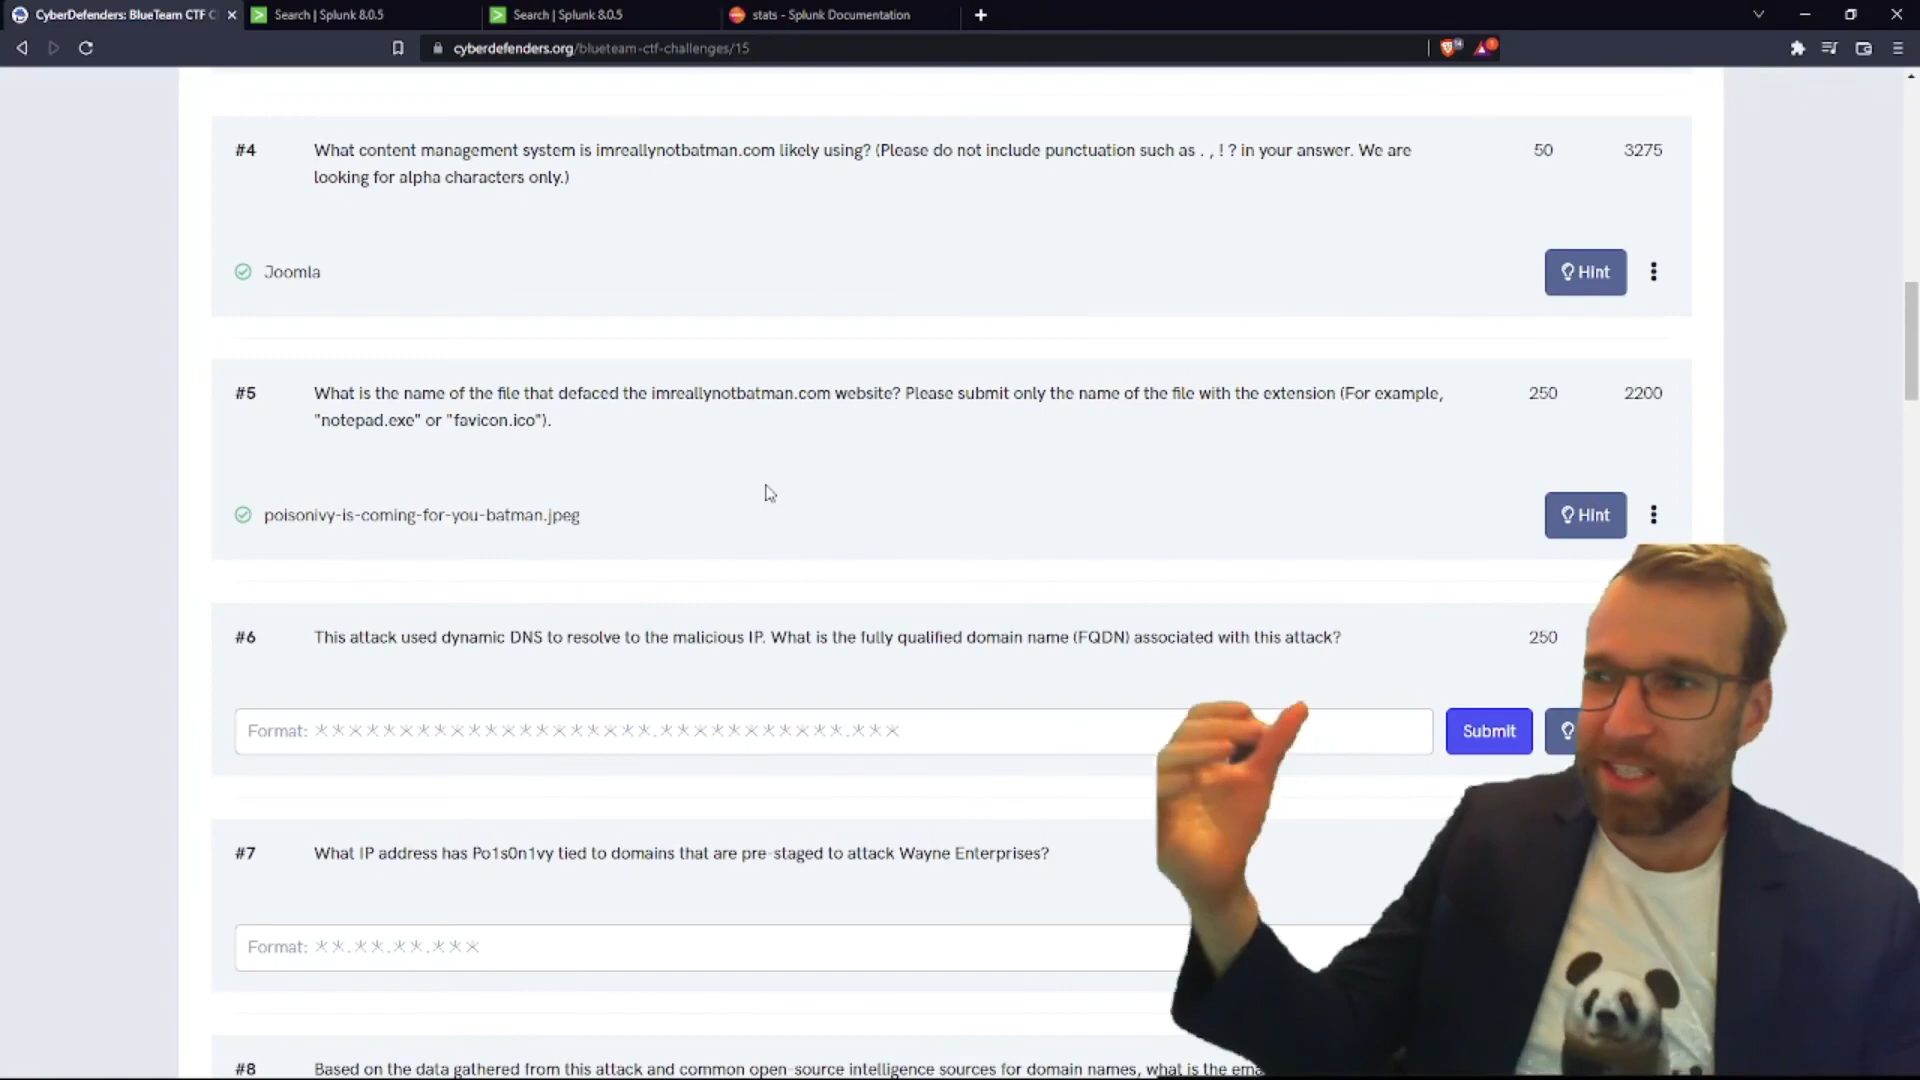 CyberDefenders: BlueTeam CTF C
Search | Splunk 8.0.5
Search | Splunk 8.0.5
stats - Splunk Documentation
cyberdefenders.org/blueteam-ctf-challenges/15
#4 What content management system is imreallynotbatman.com likely using? (Please do not include punctuation such as . , ! ? in your answer. We are 50 3275
looking for alpha characters only.)
Joomla
Hint
#5 What is the name of the file that defaced the imreallynotbatman.com website? Please submit only the name of the file with the extension (For example, 250 2200
"notepad.exe" or "favicon.ico").
poisonivy-is-coming-for-you-batman.jpeg
Hint
#6 This attack used dynamic DNS to resolve to the malicious IP. What is the fully qualified domain name (FQDN) associated with this attack? 250
Format: ********************.***********.***
Submit
#7 What IP address has Po1s0n1vy tied to domains that are pre-staged to attack Wayne Enterprises?
Format: **.**.**.***
#8 Based on the data gathered from this attack and common open-source intelligence sources for domain names, what is the